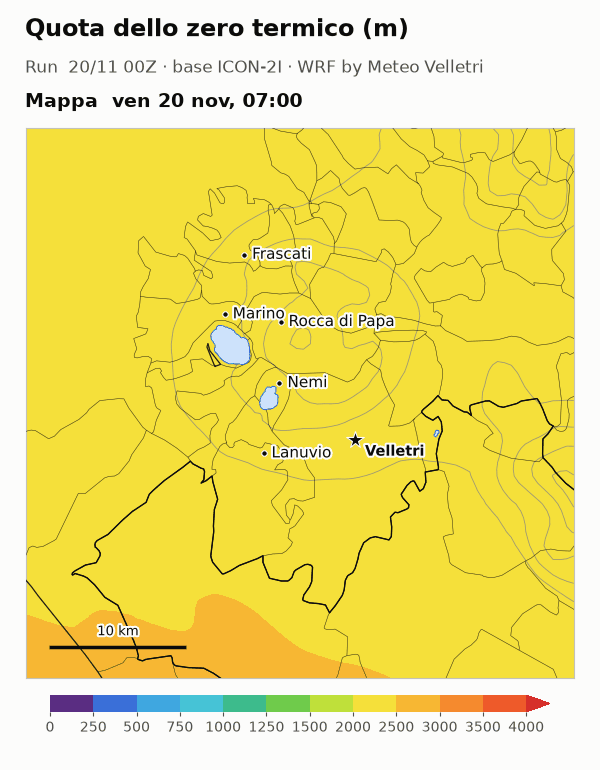 Quota dello zero termico (m)
Run  20/11 00Z · base ICON-2I · WRF by Meteo Velletri
Mappa  ven 20 nov, 07:00
Frascati
Marino
Rocca di Papa
Nemi
Velletri
Lanuvio
10 km
0 250 500 750 1000 1250 1500 2000 2500 3000 3500 4000